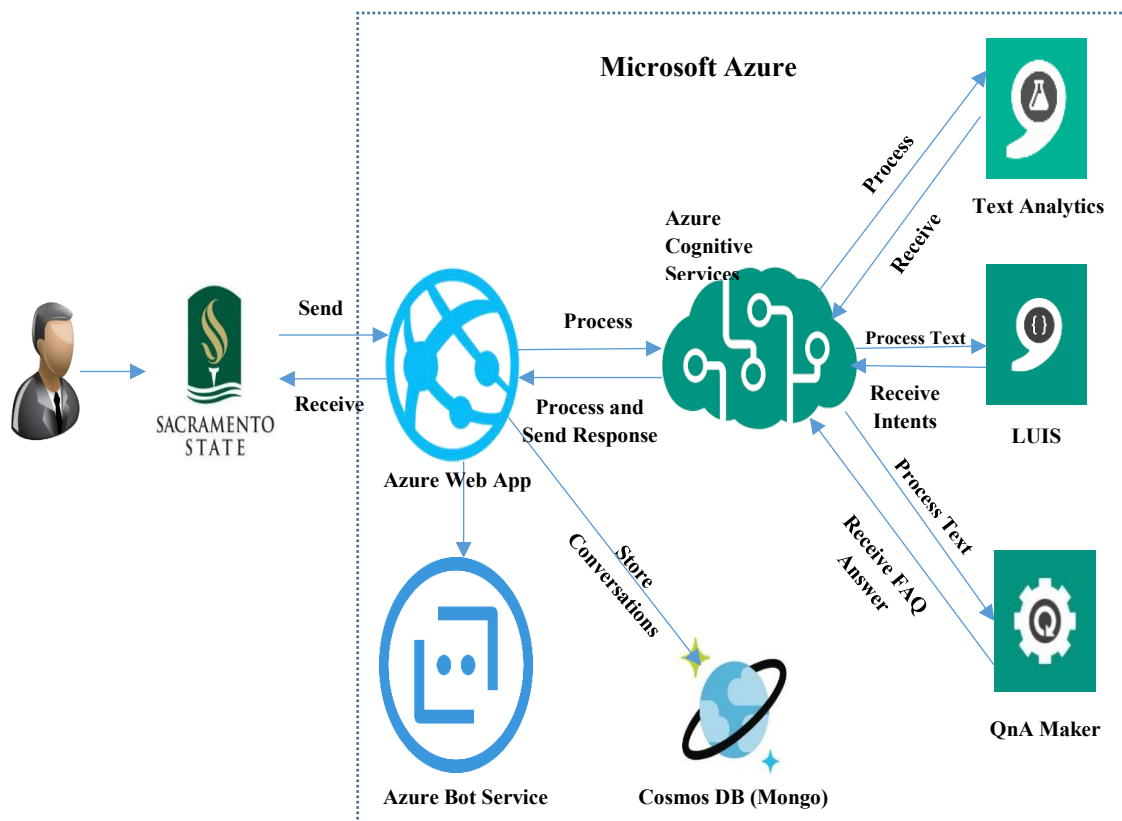 Microsoft Azure
Process
Receive
Text Analytics
Azure
Cognitive
Services
Send
Receive
SACRAMENTO
STATE
Process
Process and
Send Response
Process Text
Receive
Intents
LUIS
Azure Web App
Process Text
Receive FAQ
Answer
Store
Conversations
QnA Maker
Azure Bot Service
Cosmos DB (Mongo)